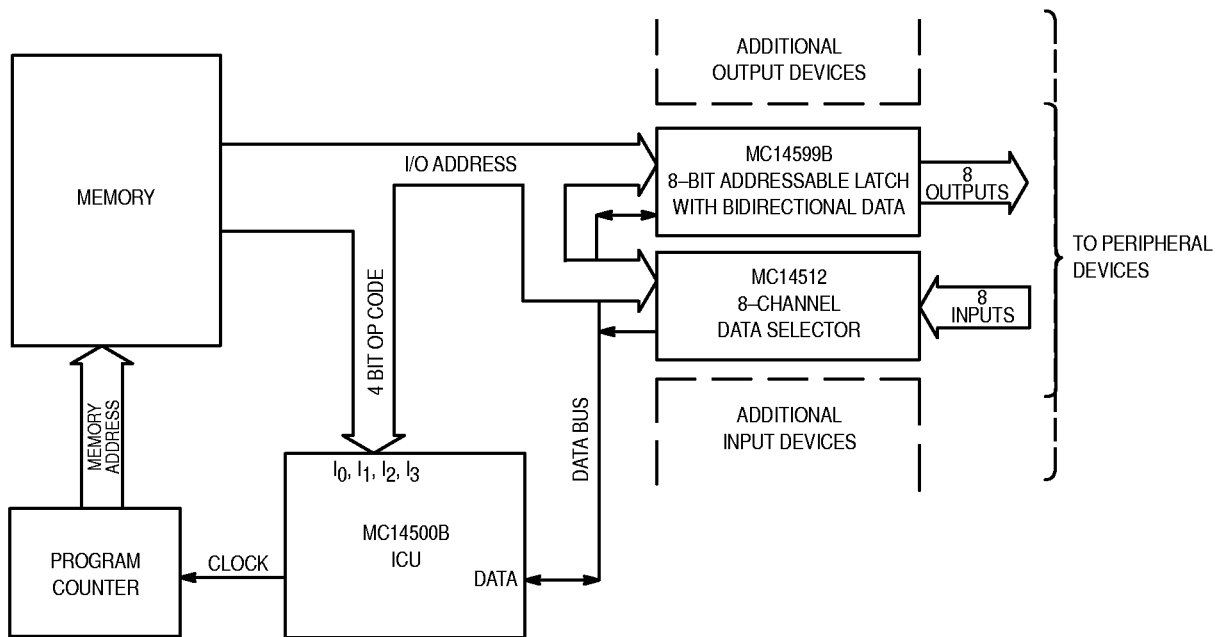 ADDITIONAL
OUTPUT DEVICES
MEMORY
I/O ADDRESS
MC14599B
8–BIT ADDRESSABLE LATCH
WITH BIDIRECTIONAL DATA
8
OUTPUTS
TO PERIPHERAL
DEVICES
4 BIT OP CODE
MC14512
8–CHANNEL
DATA SELECTOR
8
INPUTS
MEMORY
ADDRESS
DATA BUS
ADDITIONAL
INPUT DEVICES
I0, I1, I2, I3
MC14500B
ICU
DATA
CLOCK
PROGRAM
COUNTER